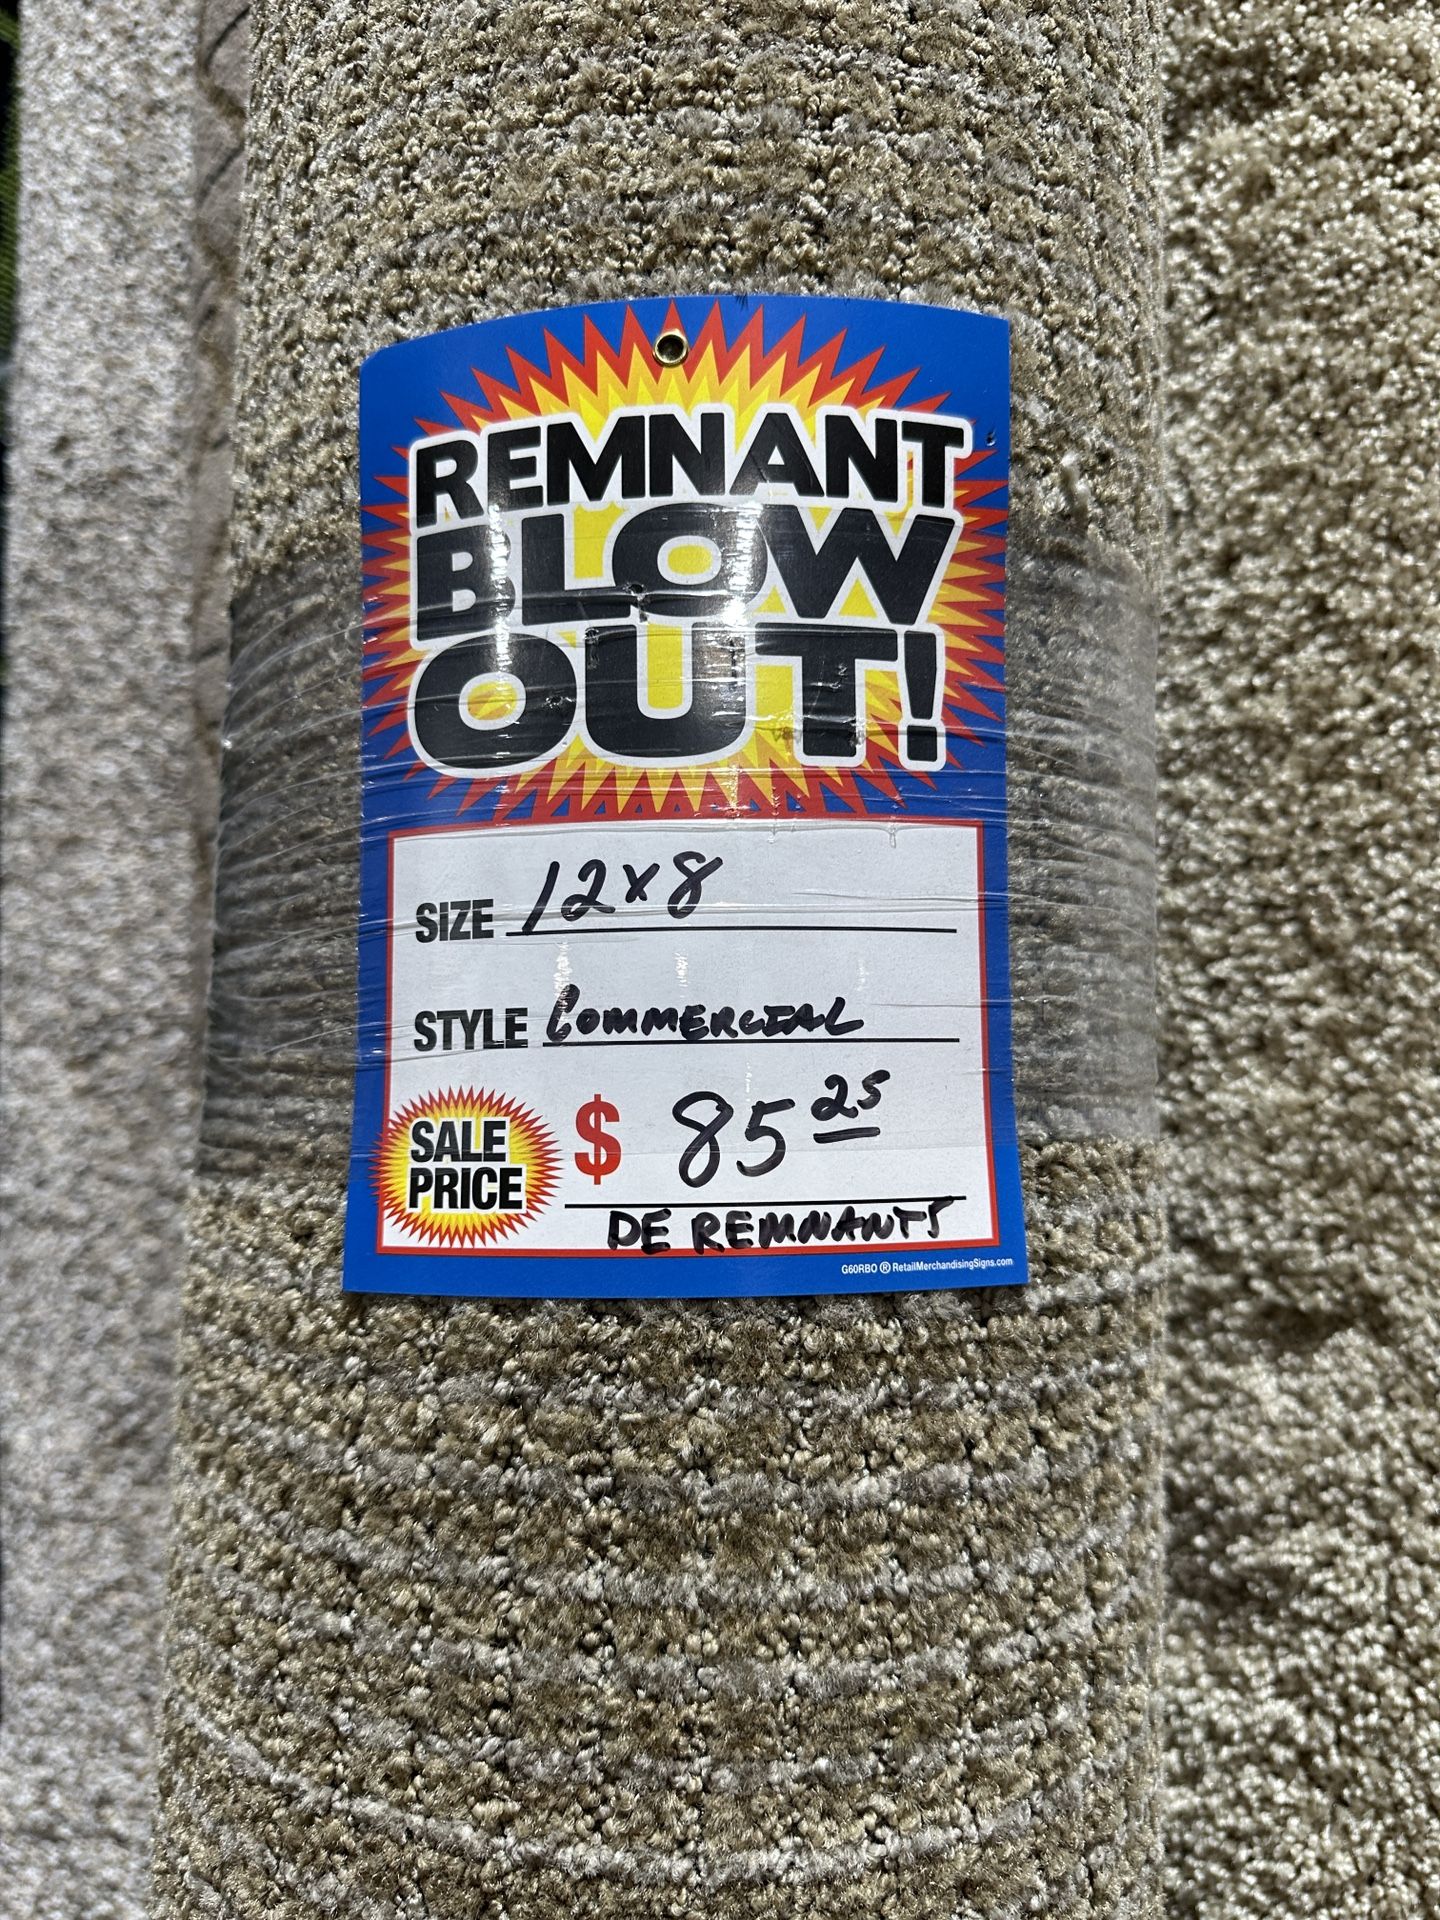 REMNANT
BLOW
OUT!
SIZE 12x8
STYLE COMMERCIAL
SALE PRICE $ 85 25
DE REMNANTS
G60RBO ® RetailMerchandisingSigns.com